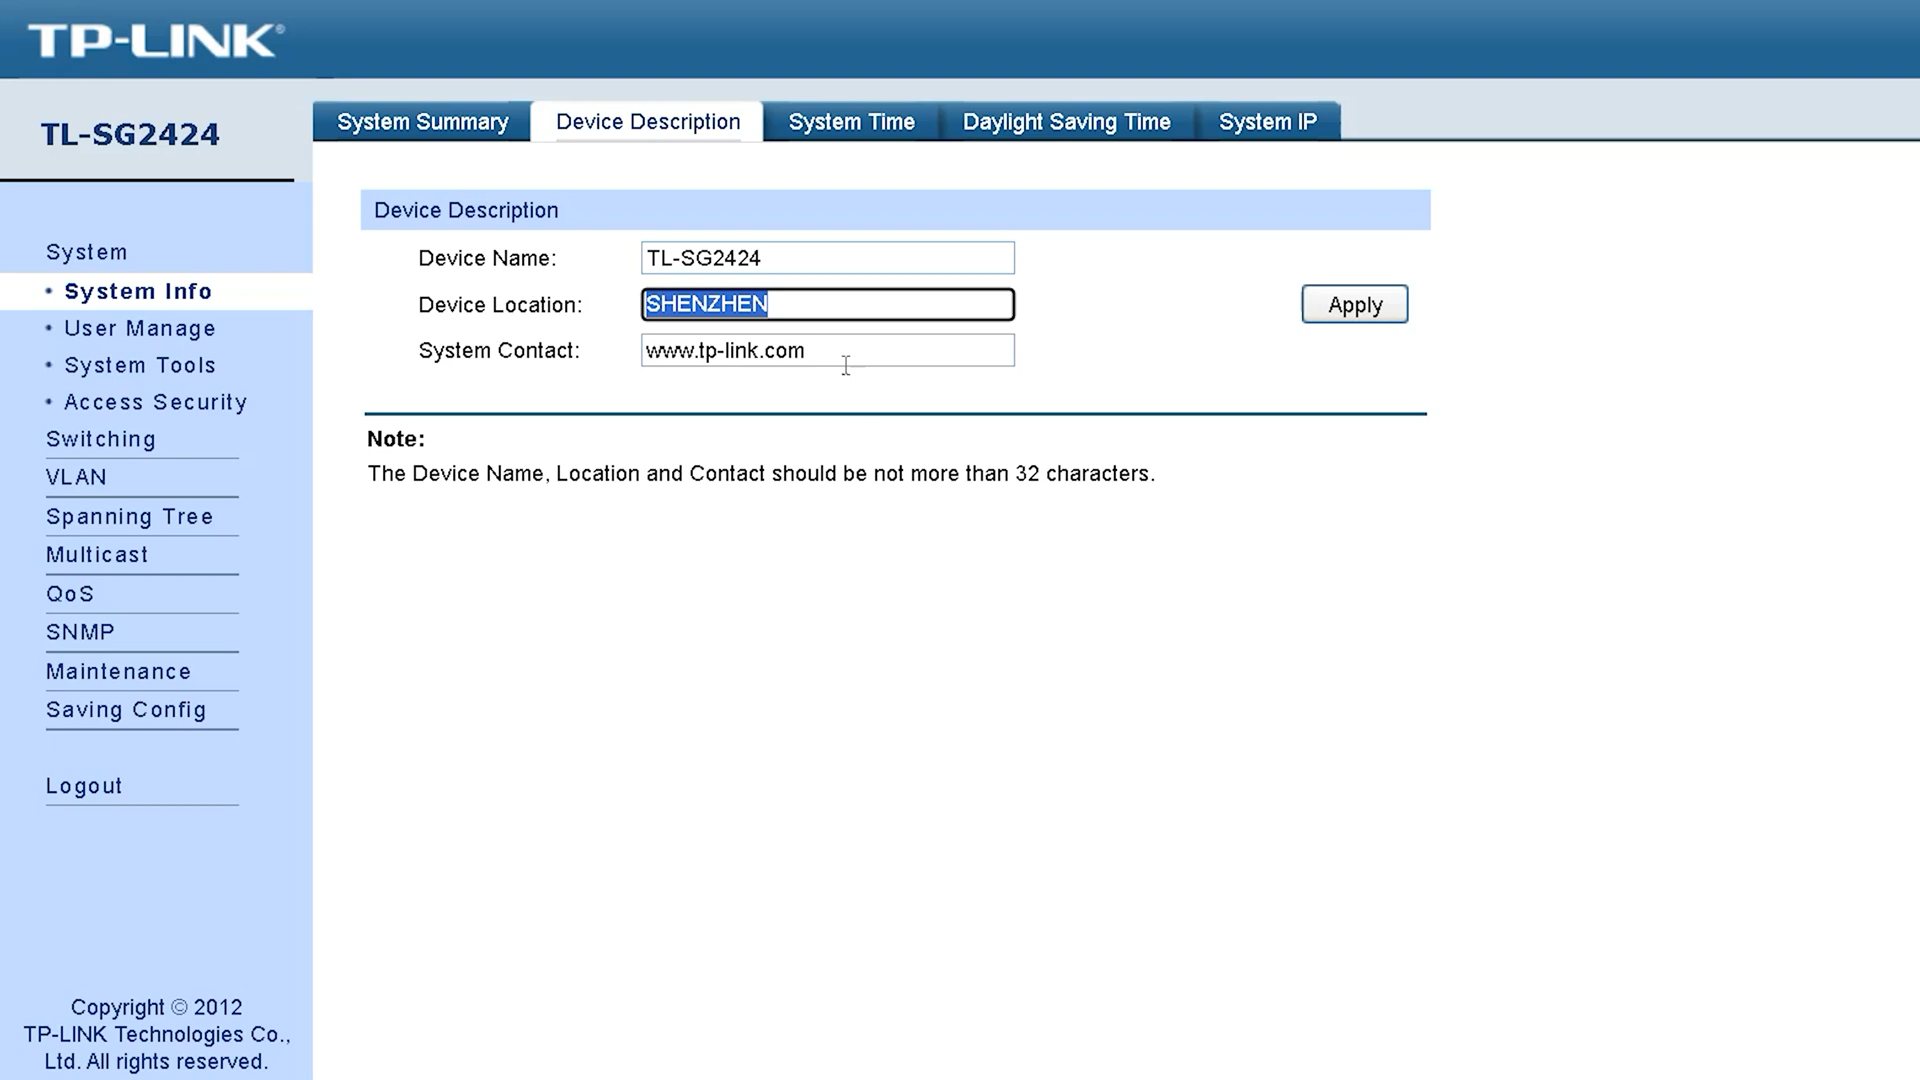 TP-LINK®
TL-SG2424
System Summary
Device Description
System Time
Daylight Saving Time
System IP
System
• System Info
• User Manage
• System Tools
• Access Security
Switching
VLAN
Spanning Tree
Multicast
QoS
SNMP
Maintenance
Saving Config
Logout
Copyright © 2012
TP-LINK Technologies Co.,
Ltd. All rights reserved.
Device Description
Device Name: TL-SG2424
Device Location: SHENZHEN
Apply
System Contact: www.tp-link.com
Note:
The Device Name, Location and Contact should be not more than 32 characters.